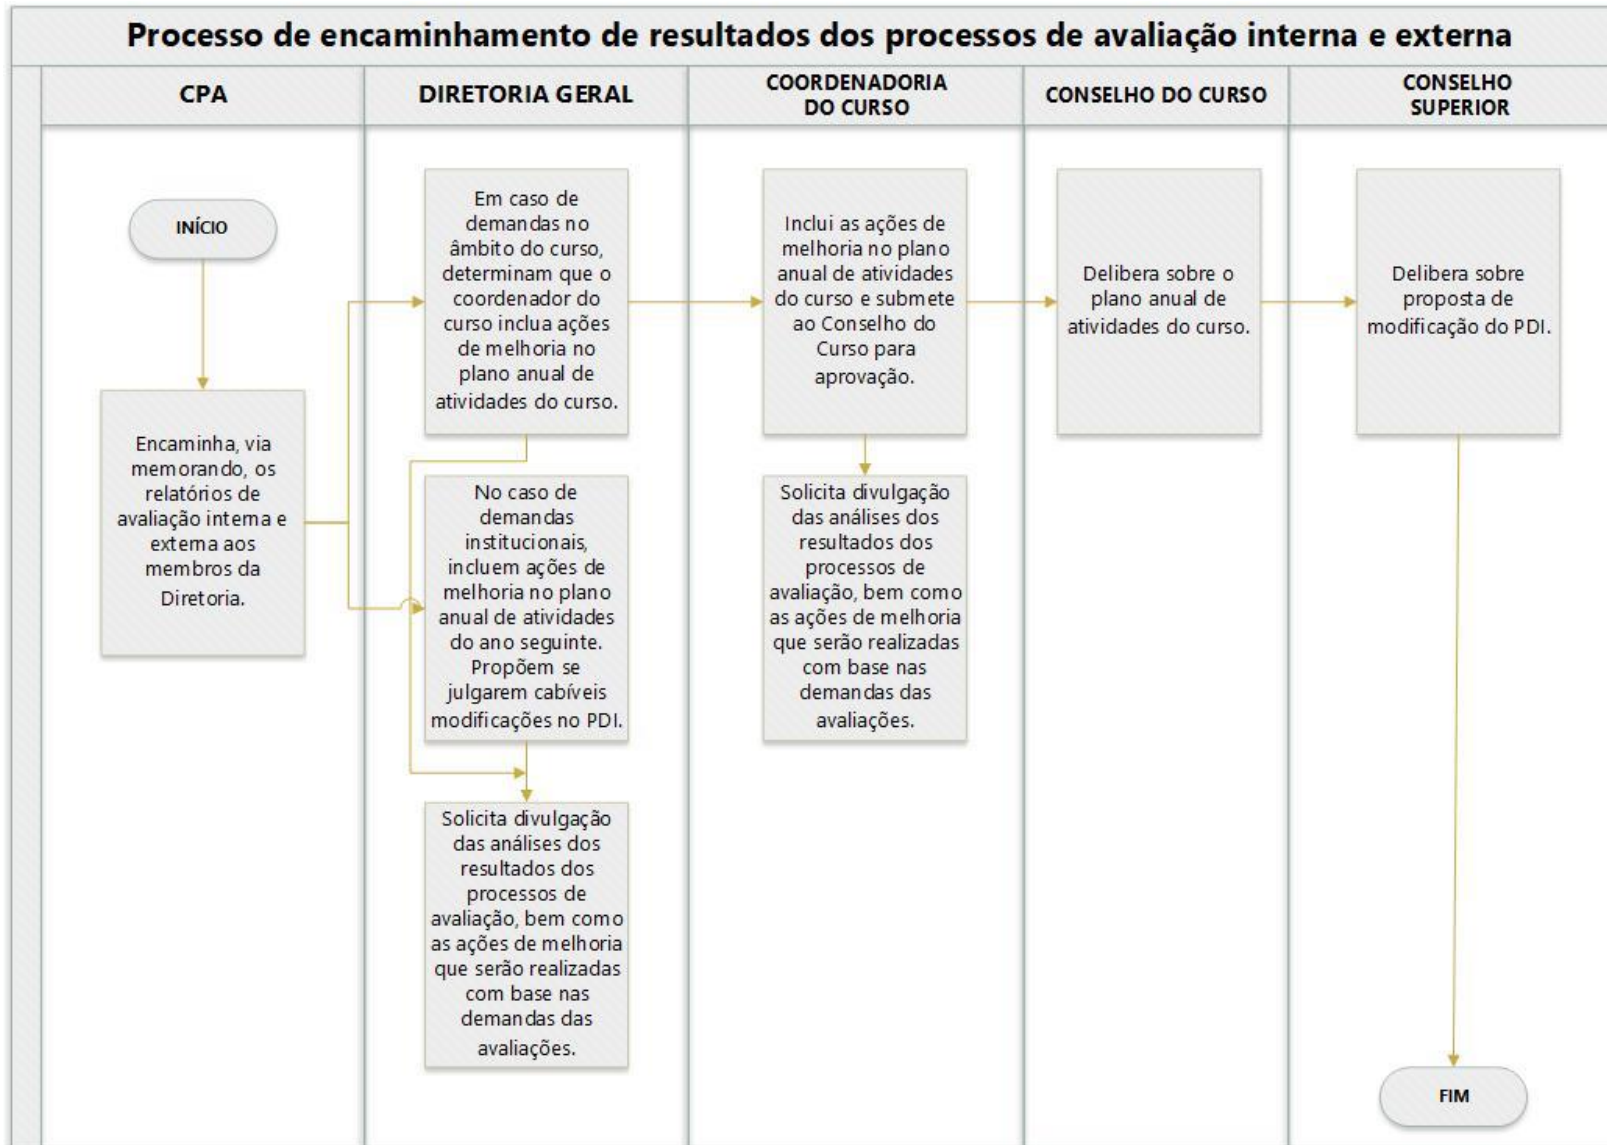 Processo de encaminhamento de resultados dos processos de avaliação interna e externa
CPA
DIRETORIA GERAL
COORDENADORIA
DO CURSO
CONSELHO DO CURSO
CONSELHO
SUPERIOR
INÍCIO
Encaminha, via
memorando, os
relatórios de
avaliação interna e
externa aos
membros da
Diretoria.
Em caso de
demandas no
âmbito do curso,
determinam que o
coordenador do
curso inclua ações
de melhoria no
plano anual de
atividades do curso.
No caso de
demandas
institucionais,
incluem ações de
melhoria no plano
anual de atividades
do ano seguinte.
Propõem se
julgarem cabíveis
modificações no PDI.
Solicita divulgação
das análises dos
resultados dos
processos de
avaliação, bem como
as ações de melhoria
que serão realizadas
com base nas
demandas das
avaliações.
Inclui as ações de
melhoria no plano
anual de atividades
do curso e submete
ao Conselho do
Curso para
aprovação.
Solicita divulgação
das análises dos
resultados dos
processos de
avaliação, bem como
as ações de melhoria
que serão realizadas
com base nas
demandas das
avaliações.
Delibera sobre o
plano anual de
atividades do curso.
Delibera sobre
proposta de
modificação do PDI.
FIM